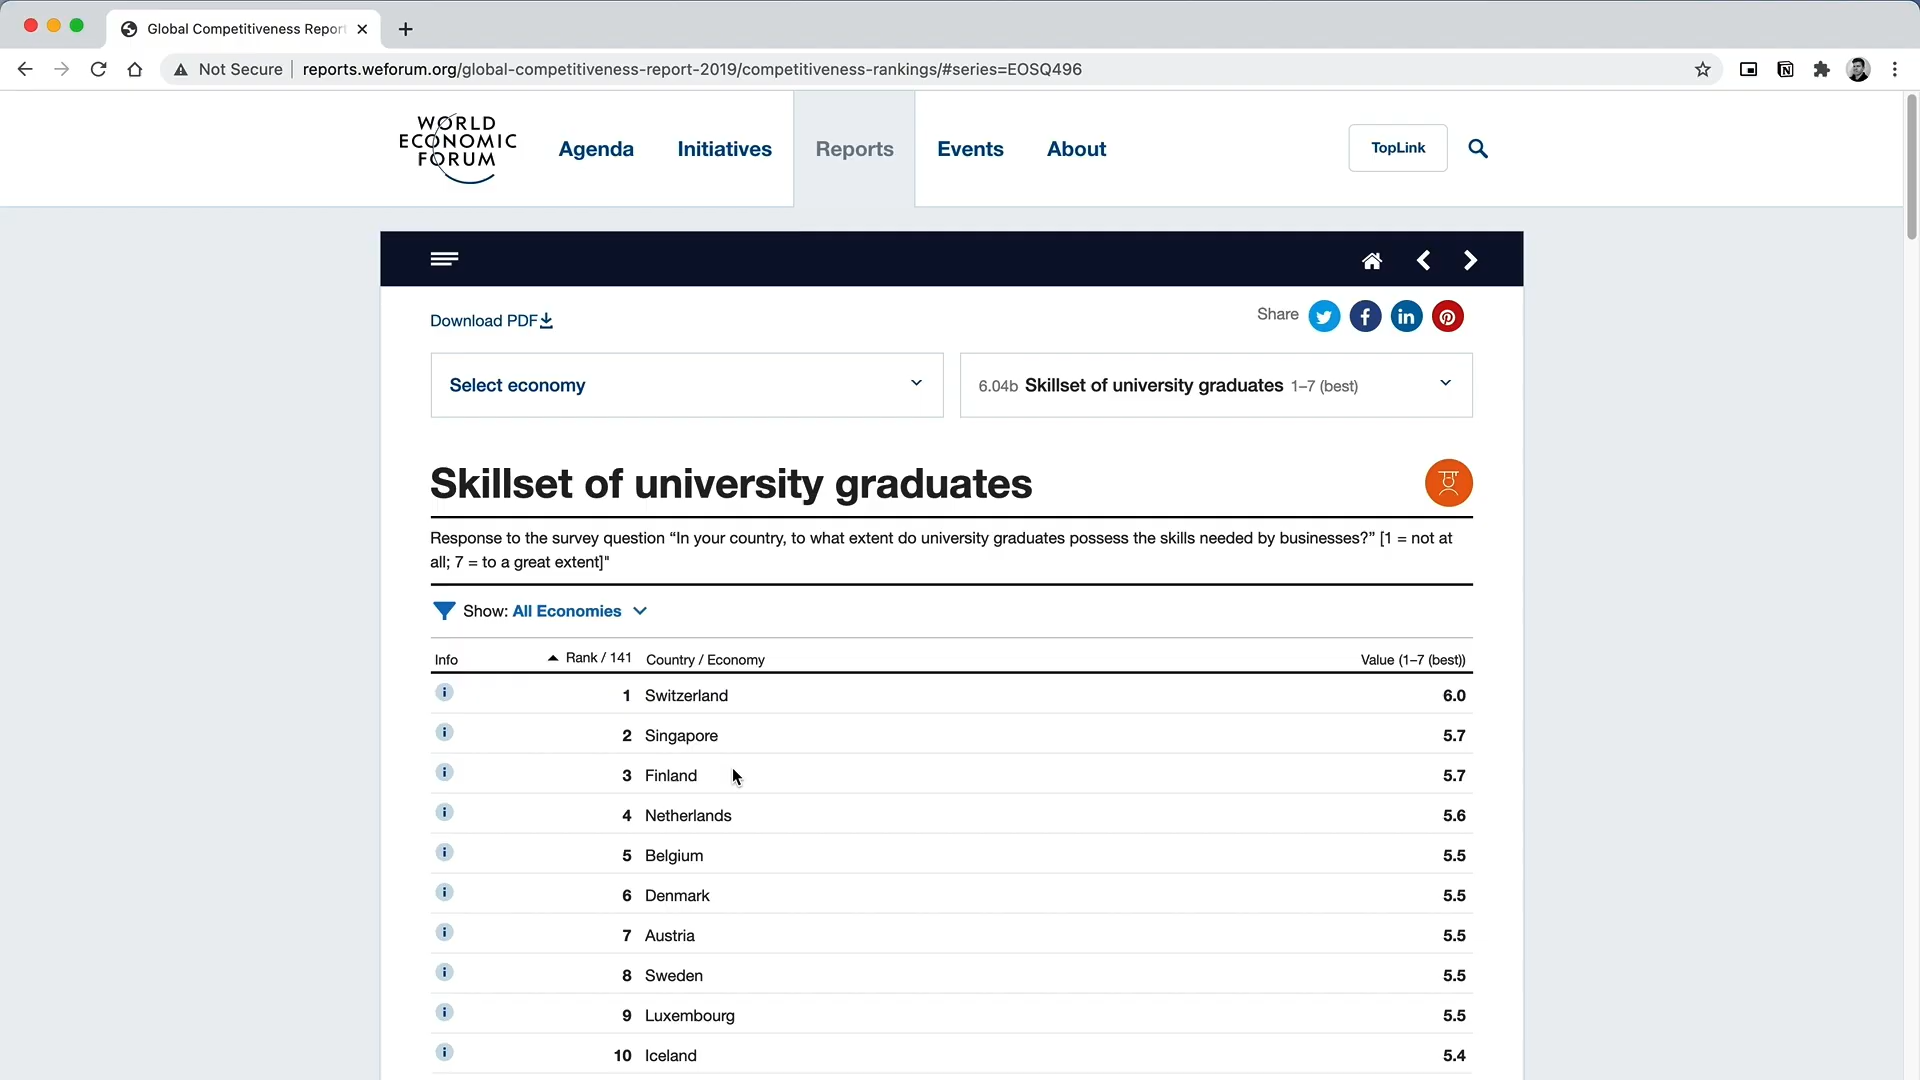 Global Competitiveness Report
Not Secure reports.weforum.org/global-competitiveness-report-2019/competitiveness-rankings/#series=EOSQ496
WORLD
ECONOMIC
FORUM
Agenda Initiatives Reports Events About
TopLink
Download PDF
Share
Select economy
6.04b Skillset of university graduates 1–7 (best)
Skillset of university graduates
Response to the survey question “In your country, to what extent do university graduates possess the skills needed by businesses?” [1 = not at
all; 7 = to a great extent]"
Show: All Economies
Info Rank / 141 Country / Economy Value (1–7 (best))
1 Switzerland 6.0
2 Singapore 5.7
3 Finland 5.7
4 Netherlands 5.6
5 Belgium 5.5
6 Denmark 5.5
7 Austria 5.5
8 Sweden 5.5
9 Luxembourg 5.5
10 Iceland 5.4